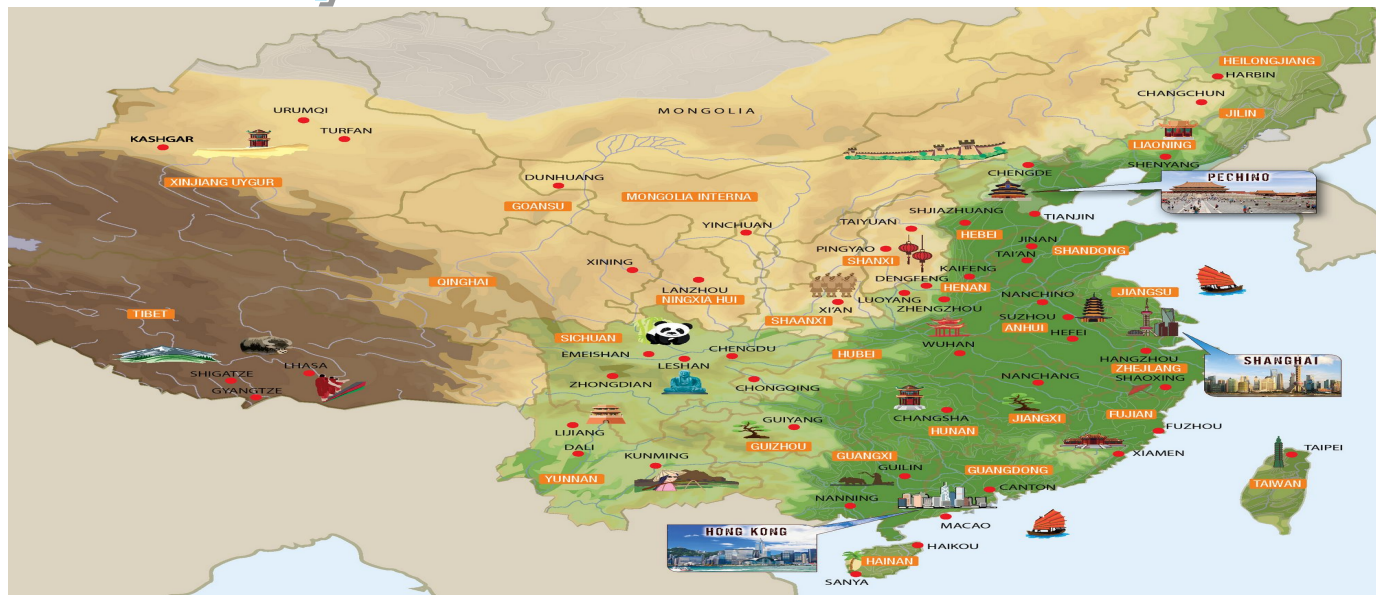 HEILONGJIANG
HARBIN
CHANGCHUN
JILIN
URUMQI
MONGOLIA
TURFAN
KASHGAR
LIAONING
SHENYANG
CHENGDE
PECHINO
DUNHUANG
XINJIANG UYGUR
MONGOLIA INTERNA
GOANSU
SHJIAZHUANG
TIANJIN
TAIYUAN
YINCHUAN
HEBEI
PINGYAO
JINAN
SHANDONG
TAI'AN
SHANXI
XINING
KAIFENG
QINGHAI
LANZHOU
DENGFENG
HENAN
JIANGSU
NINGXIA HUI
LUOYANG
NANCHINO
ZHENGZHOU
XI'AN
TIBET
SHAANXI
SUZHOU
ANHUI
SICHUAN
HEFEI
WUHAN
EMEISHAN
CHENGDU
HUBEI
HANGZHOU
SHANGHAI
LESHAN
LHASA
SHIGATZE
ZHEJLANG
ZHONGDIAN
CHONGQING
NANCHANG
SHAOXING
GYANGTZE
CHANGSHA
JIANGXI
FUJIAN
GUIYANG
FUZHOU
LIJIANG
HUNAN
DALI
GUIZHOU
TAIPEI
KUNMING
GUANGXI
XIAMEN
GUILIN
GUANGDONG
YUNNAN
TAIWAN
CANTON
NANNING
MACAO
HONG KONG
HAIKOU
HAINAN
SANYA